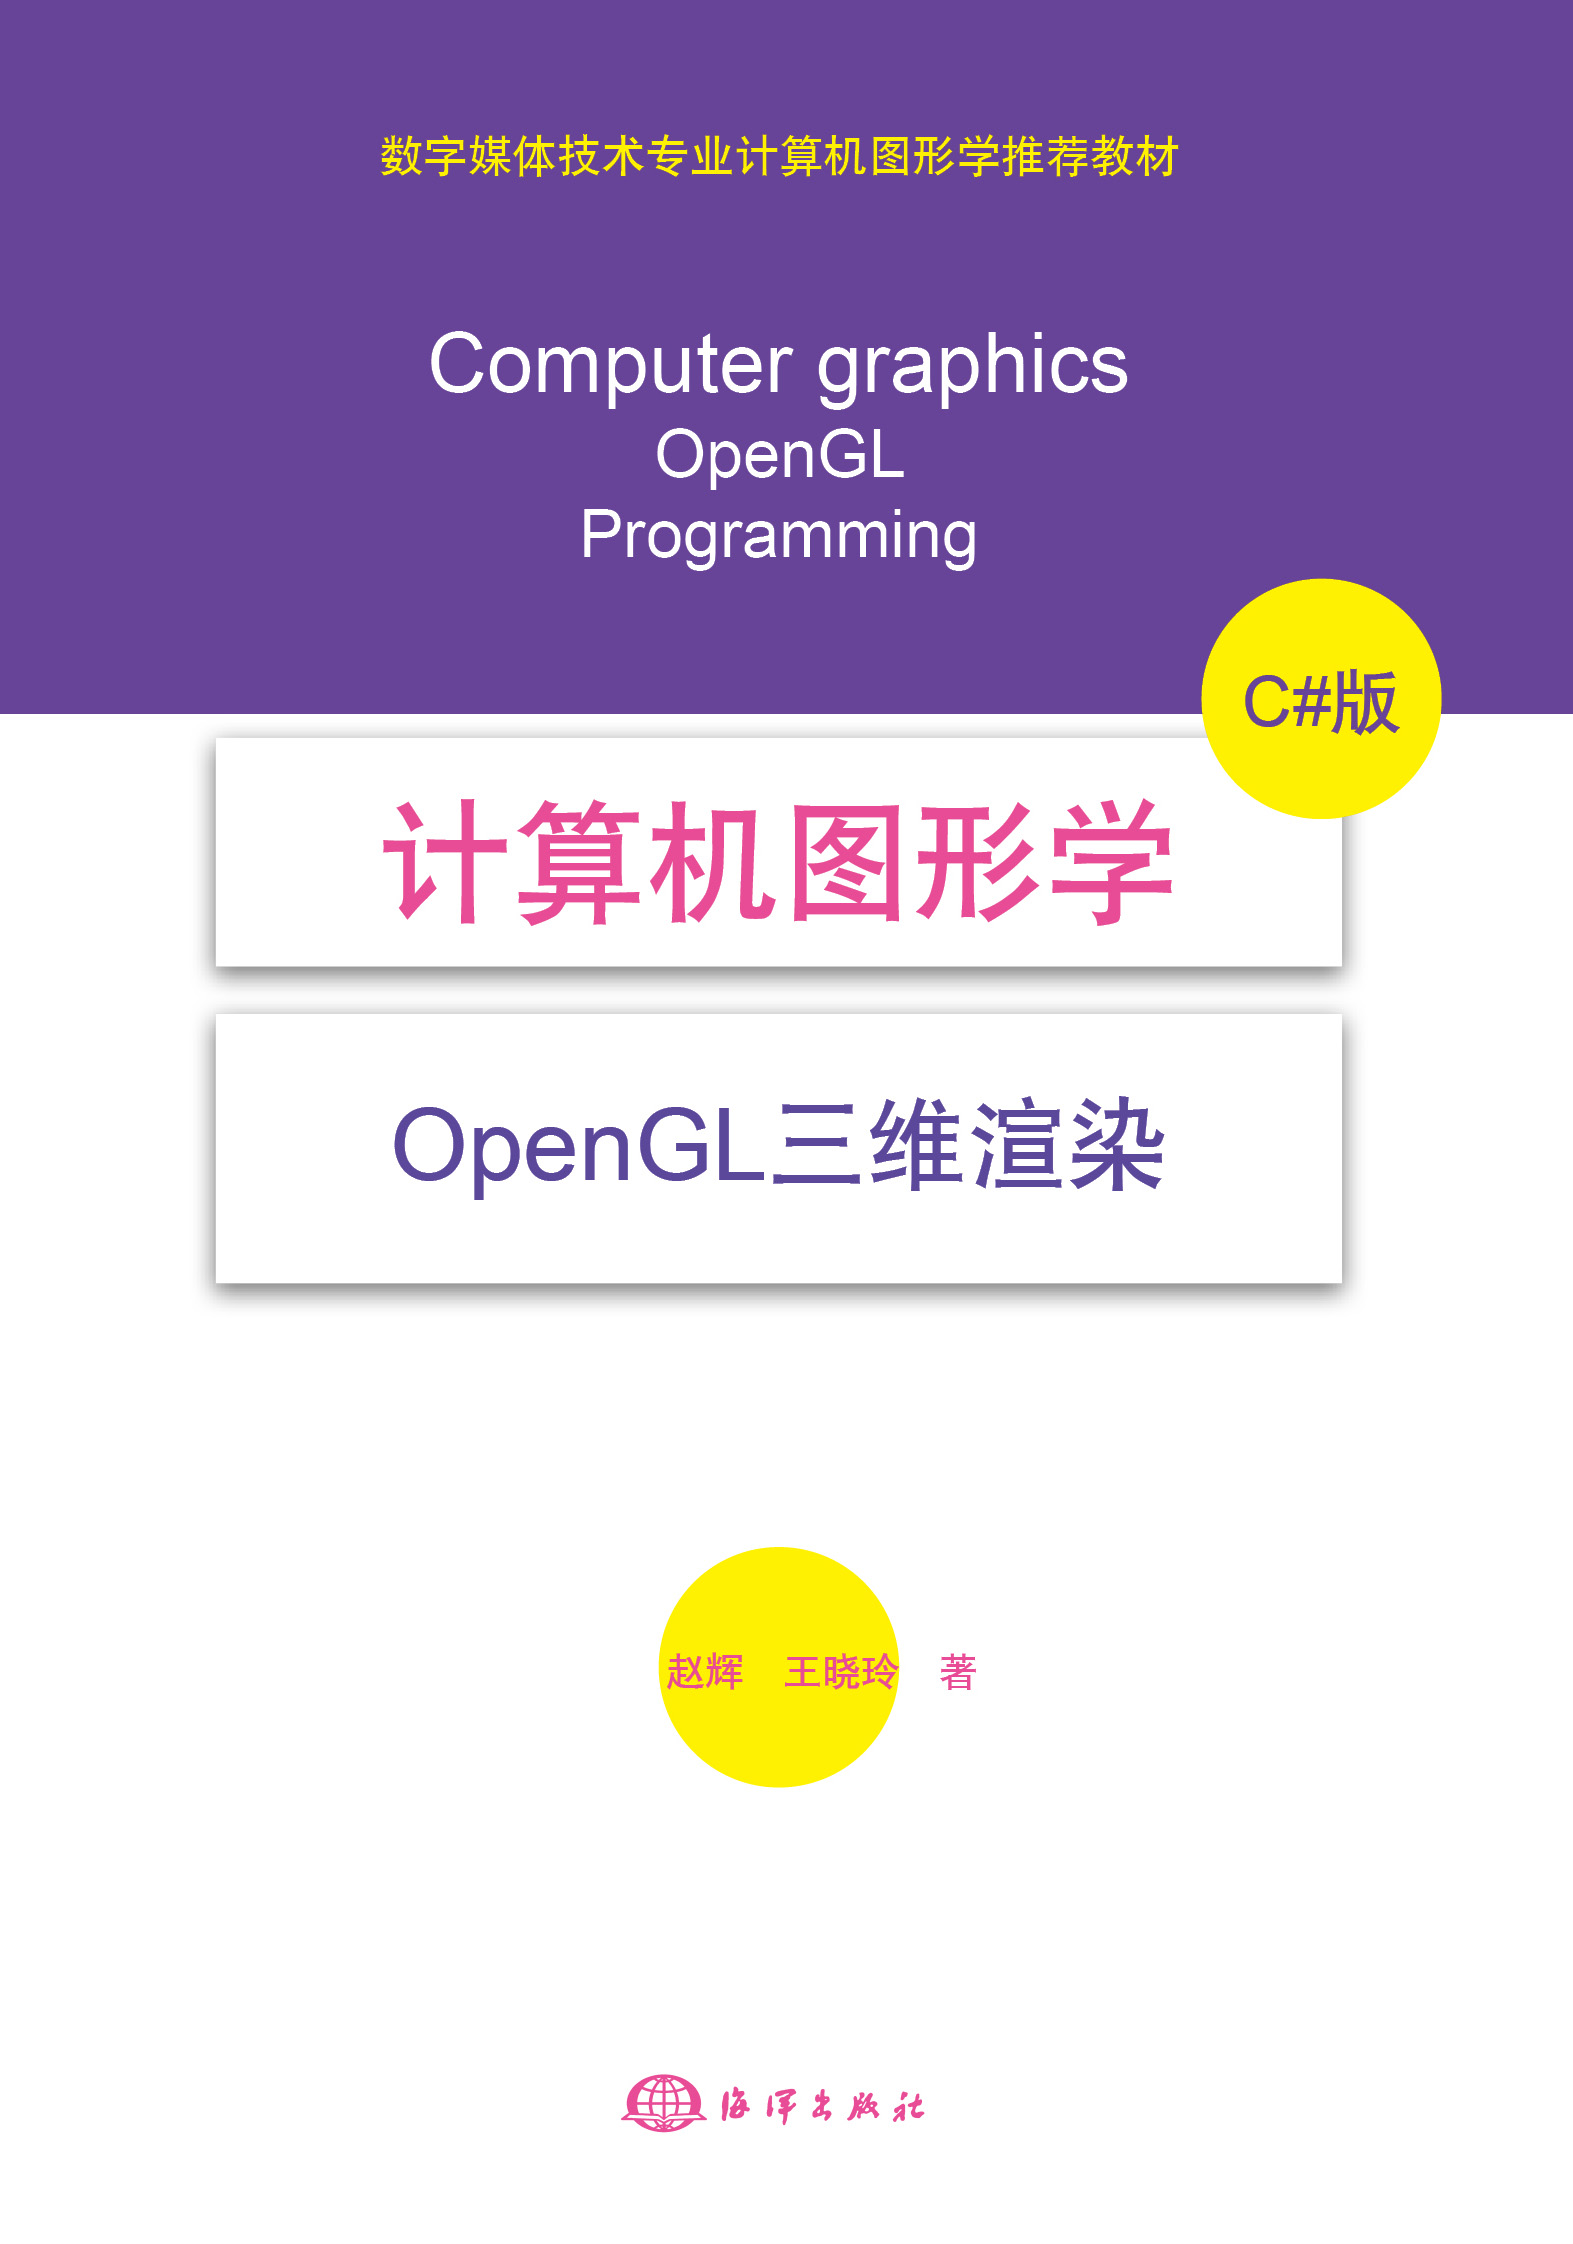 数字媒体技术专业计算机图形学推荐教材
Computer graphics
OpenGL
Programming
C#版
计算机图形学
OpenGL三维渲染
赵辉 王晓玲 著
海洋出版社